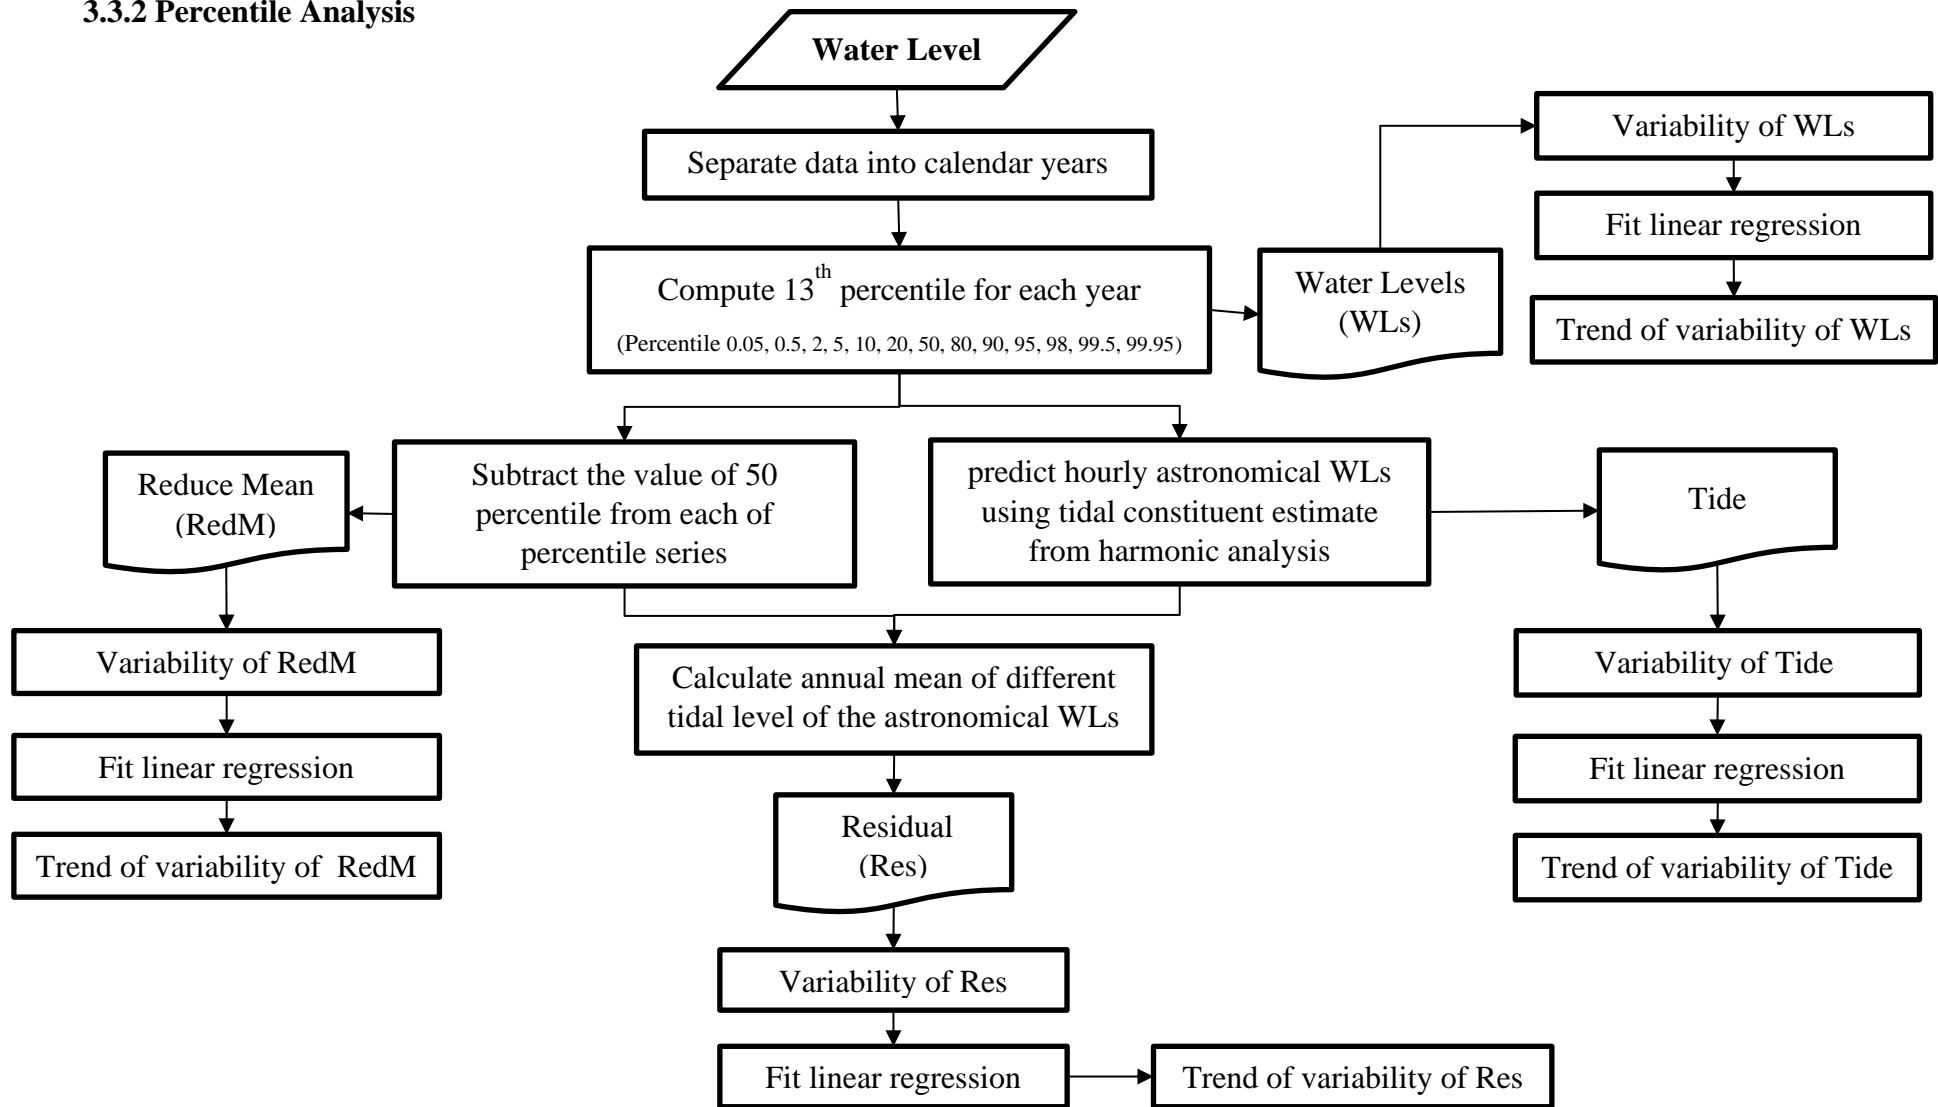 3.3.2 Percentile Analysis
Water Level
Separate data into calendar years
Compute 13th percentile for each year
(Percentile 0.05, 0.5, 2, 5, 10, 20, 50, 80, 90, 95, 98, 99.5, 99.95)
Water Levels
(WLs)
Variability of WLs
Fit linear regression
Trend of variability of WLs
Reduce Mean
(RedM)
Subtract the value of 50
percentile from each of
percentile series
predict hourly astronomical WLs
using tidal constituent estimate
from harmonic analysis
Tide
Variability of RedM
Fit linear regression
Trend of variability of  RedM
Calculate annual mean of different
tidal level of the astronomical WLs
Residual
(Res)
Variability of Res
Fit linear regression
Trend of variability of Res
Variability of Tide
Fit linear regression
Trend of variability of Tide